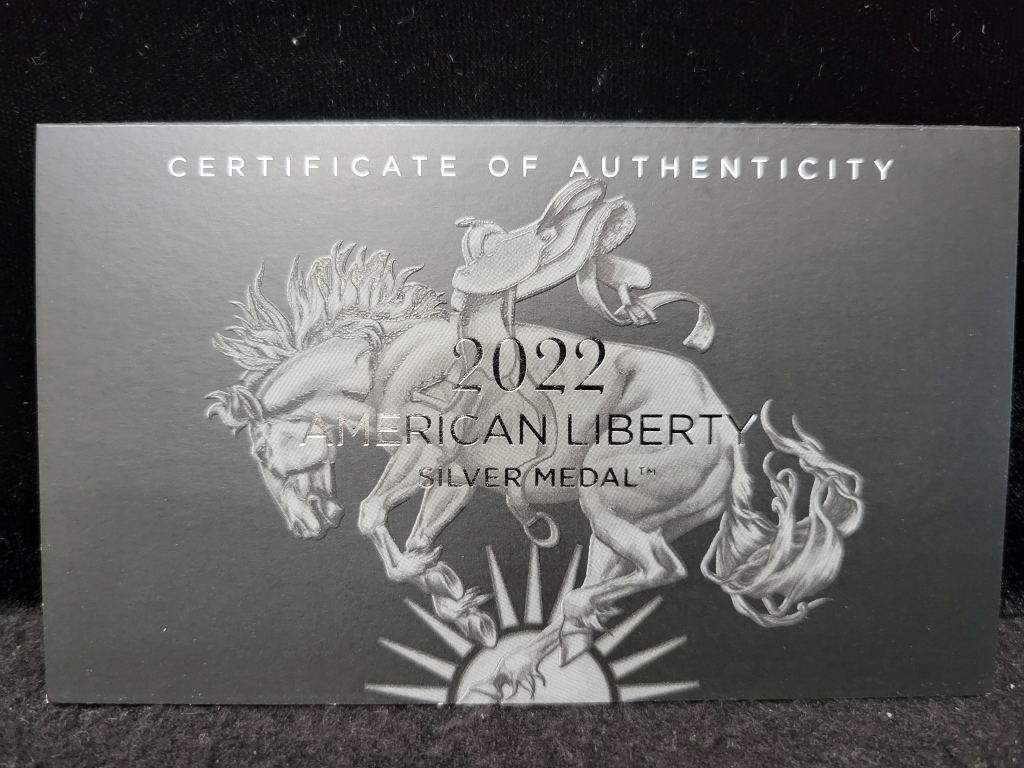 CERTIFICATE OF AUTHENTICITY
2022
AMERICAN LIBERTY
SILVER MEDAL™